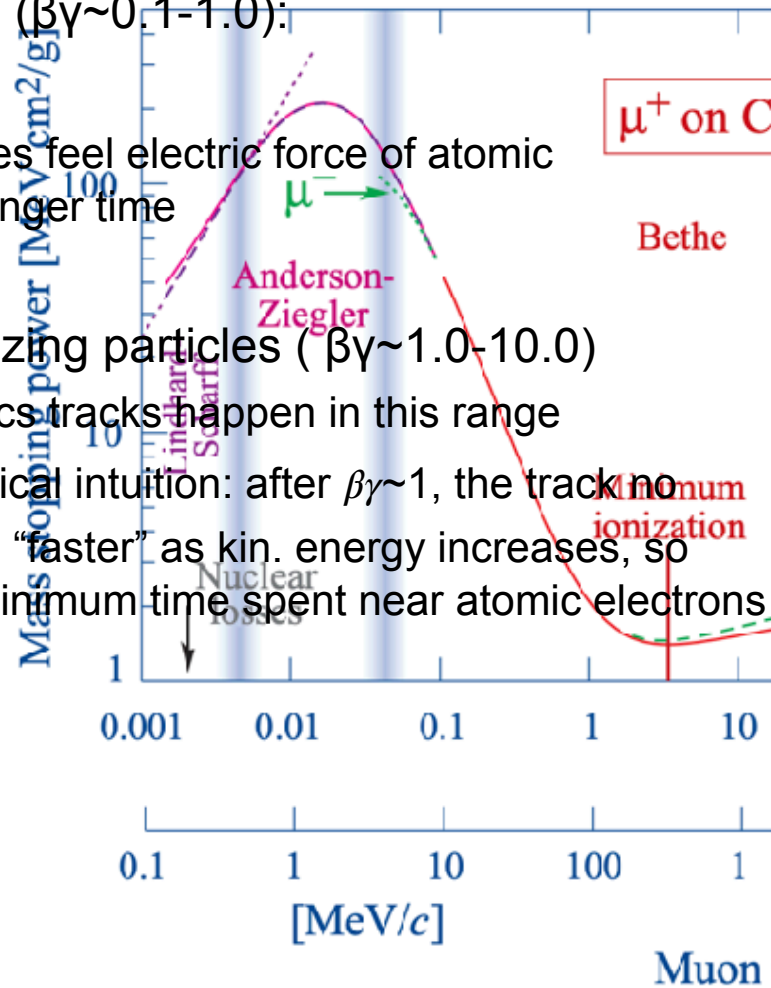 (βγ~0.1-1.0):
Mass stopping power [MeV cm²/g]
μ⁺ on C
es feel electric force of atomic
100
nger time
μ⁻
Bethe
Anderson-
Ziegler
zing particles ( βγ~1.0-10.0)
Lindhard-
Scharff
cs tracks happen in this range
10
ical intuition: after βγ~1, the track no
Minimum
ionization
“faster” as kin. energy increases, so
Nuclear
losses
inimum time spent near atomic electrons
1
0.001 0.01 0.1 1 10
0.1 1 10 100 1
[MeV/c]
Muon